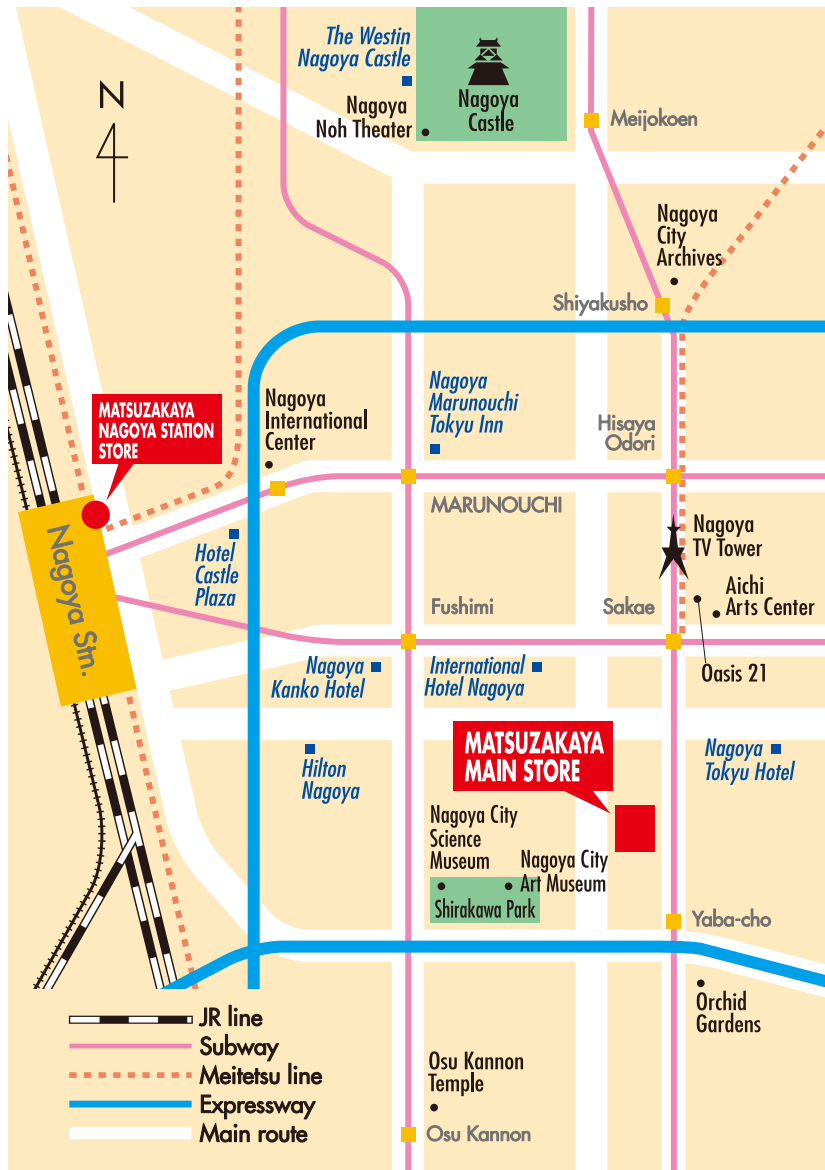 The Westin
Nagoya Castle
N
Nagoya
Noh Theater
Nagoya
Castle
Meijokoen
Nagoya
City
Archives
Shiyakusho
MATSUZAKAYA
NAGOYA STATION
STORE
Nagoya
International
Center
Nagoya
Marunouchi
Tokyu Inn
Hisaya
Odori
MARUNOUCHI
Nagoya Stn.
Hotel
Castle
Plaza
Nagoya
TV Tower
Fushimi
Sakae
Aichi
Arts Center
Oasis 21
Nagoya
Kanko Hotel
International
Hotel Nagoya
Hilton
Nagoya
MATSUZAKAYA
MAIN STORE
Nagoya
Tokyu Hotel
Nagoya City
Science
Museum
Nagoya City
Art Museum
Shirakawa Park
Yaba-cho
Orchid
Gardens
JR line
Subway
Meitetsu line
Expressway
Main route
Osu Kannon
Temple
Osu Kannon